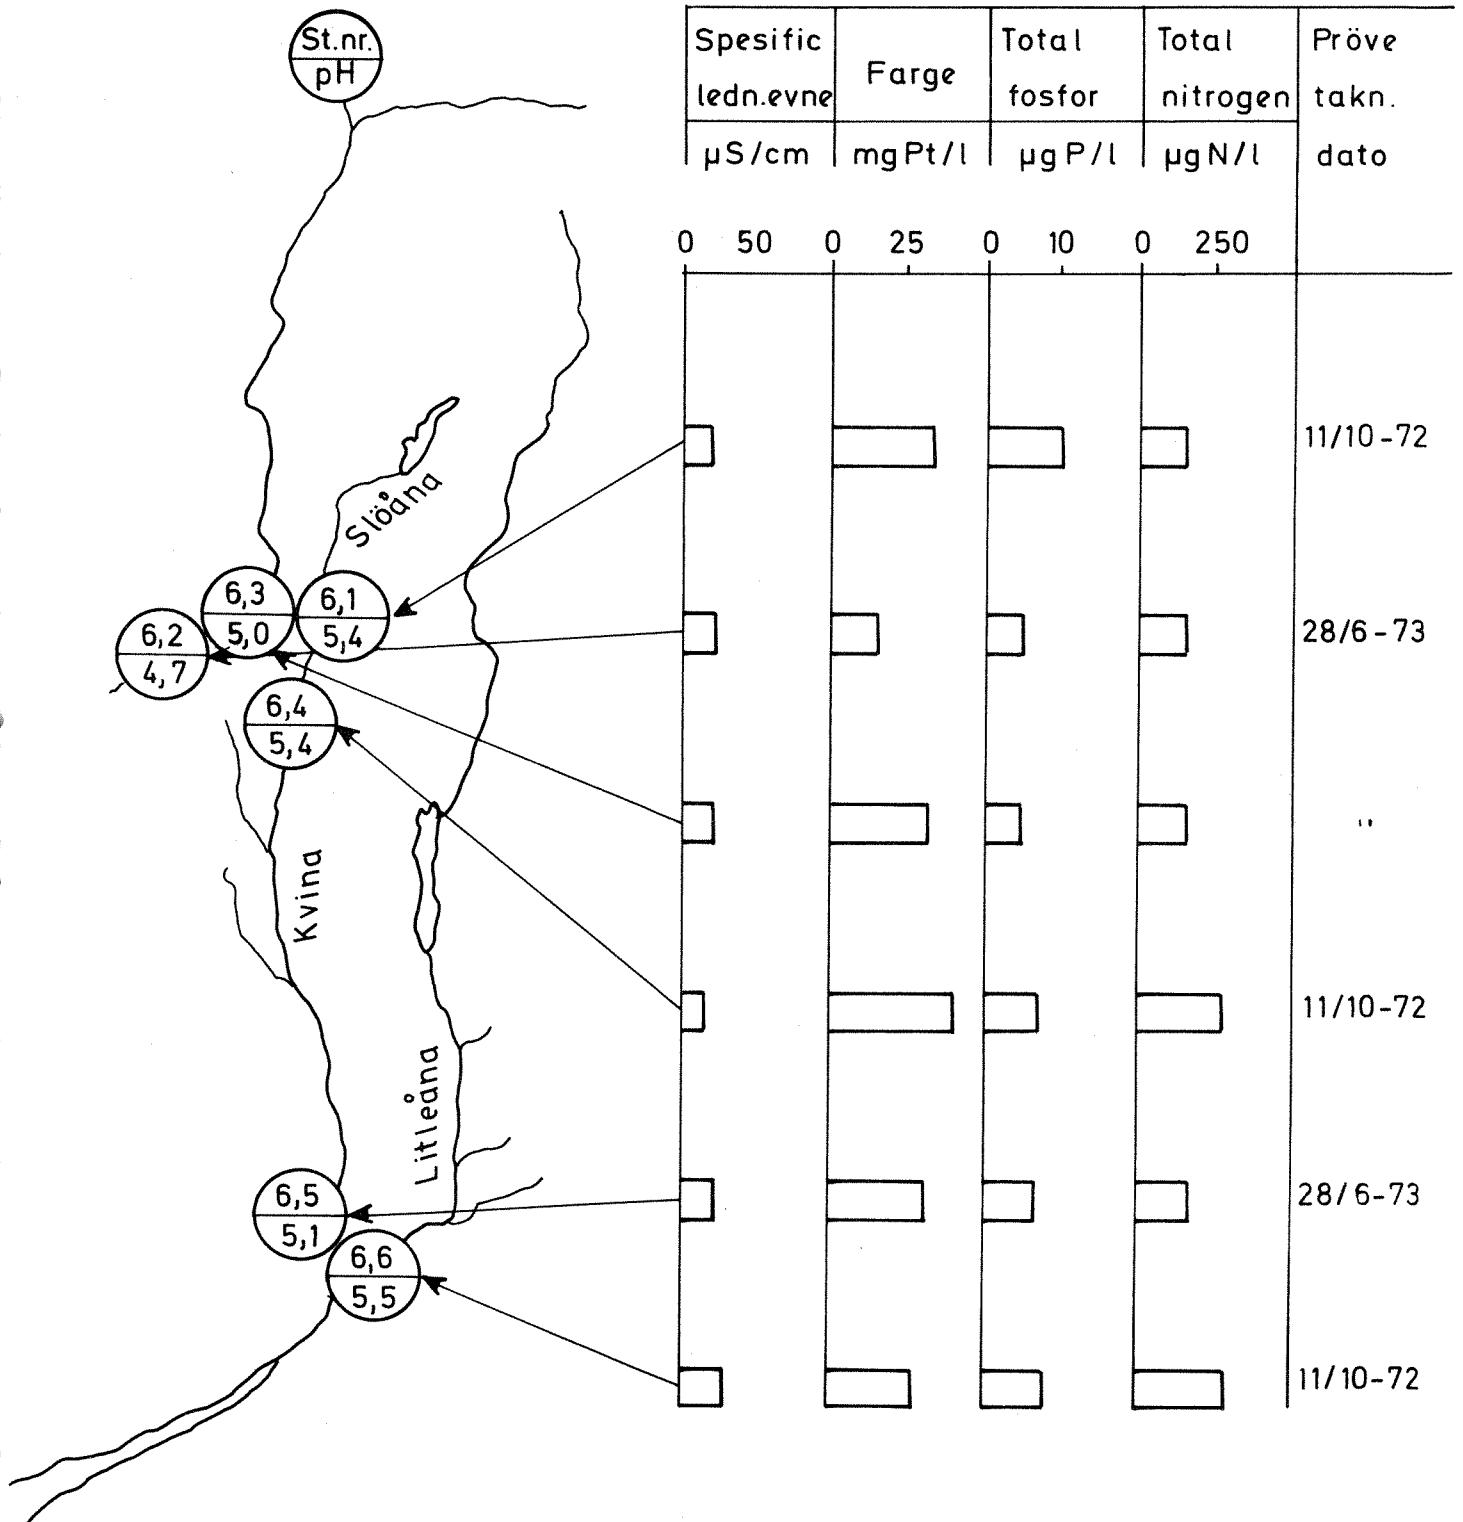 St.nr.
pH
Spesific
ledn.evne
µS/cm
Farge
mgPt/l
Total
fosfor
µgP/l
Total
nitrogen
µgN/l
Pröve
takn.
dato
0 50 0 25 0 10 0 250
11/10-72
28/6-73
"
11/10-72
28/6-73
11/10-72
Slöåna
6,3
5,0
6,1
5,4
6,2
4,7
6,4
5,4
Kvina
Litleåna
6,5
5,1
6,6
5,5